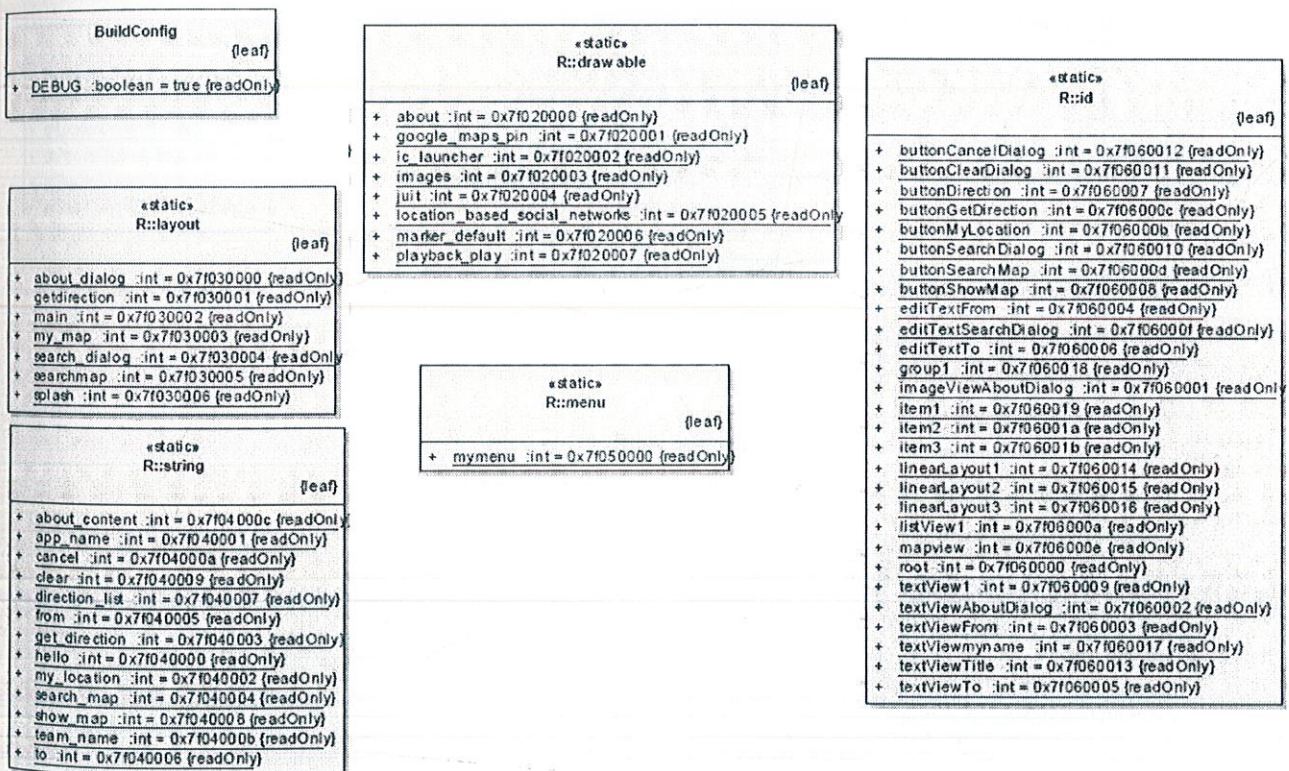 BuildConfig
{leaf}
+ DEBUG :boolean = true {readOnly}
«static»
R::layout
{leaf}
+ about_dialog :int = 0x7f030000 {readOnly}
+ getdirection :int = 0x7f030001 {readOnly}
+ main :int = 0x7f030002 {readOnly}
+ my_map :int = 0x7f030003 {readOnly}
+ search_dialog :int = 0x7f030004 {readOnly}
+ searchmap :int = 0x7f030005 {readOnly}
+ splash :int = 0x7f030006 {readOnly}
«static»
R::string
{leaf}
+ about_content :int = 0x7f04000c {readOnly}
+ app_name :int = 0x7f040001 {readOnly}
+ cancel :int = 0x7f04000a {readOnly}
+ clear :int = 0x7f040009 {readOnly}
+ direction_list :int = 0x7f040007 {readOnly}
+ from :int = 0x7f040005 {readOnly}
+ get_direction :int = 0x7f040003 {readOnly}
+ hello :int = 0x7f040000 {readOnly}
+ my_location :int = 0x7f040002 {readOnly}
+ search_map :int = 0x7f040004 {readOnly}
+ show_map :int = 0x7f040008 {readOnly}
+ team_name :int = 0x7f04000b {readOnly}
+ to :int = 0x7f040006 {readOnly}
«static»
R::drawable
{leaf}
+ about :int = 0x7f020000 {readOnly}
+ google_maps_pin :int = 0x7f020001 {readOnly}
+ ic_launcher :int = 0x7f020002 {readOnly}
+ images :int = 0x7f020003 {readOnly}
+ juit :int = 0x7f020004 {readOnly}
+ location_based_social_networks :int = 0x7f020005 {readOnly
+ marker_default :int = 0x7f020006 {readOnly}
+ playback_play :int = 0x7f020007 {readOnly}
«static»
R::menu
{leaf}
+ mymenu :int = 0x7f050000 {readOnly}
«static»
R::id
{leaf}
+ buttonCancelDialog :int = 0x7f060012 {readOnly}
+ buttonClearDialog :int = 0x7f060011 {readOnly}
+ buttonDirection :int = 0x7f060007 {readOnly}
+ buttonGetDirection :int = 0x7f06000c {readOnly}
+ buttonMyLocation :int = 0x7f06000b {readOnly}
+ buttonSearchDialog :int = 0x7f060010 {readOnly}
+ buttonSearchMap :int = 0x7f06000d {readOnly}
+ buttonShowMap :int = 0x7f060008 {readOnly}
+ editTextFrom :int = 0x7f060004 {readOnly}
+ editTextSearchDialog :int = 0x7f06000f {readOnly}
+ editTextTo :int = 0x7f060006 {readOnly}
+ group1 :int = 0x7f060018 {readOnly}
+ imageViewAboutDialog :int = 0x7f060001 {readOnly
+ item1 :int = 0x7f060019 {readOnly}
+ item2 :int = 0x7f06001a {readOnly}
+ item3 :int = 0x7f06001b {readOnly}
+ linearLayout1 :int = 0x7f060014 {readOnly}
+ linearLayout2 :int = 0x7f060015 {readOnly}
+ linearLayout3 :int = 0x7f060016 {readOnly}
+ listView1 :int = 0x7f06000a {readOnly}
+ mapview :int = 0x7f06000e {readOnly}
+ root :int = 0x7f060000 {readOnly}
+ textView1 :int = 0x7f060009 {readOnly}
+ textViewAboutDialog :int = 0x7f060002 {readOnly}
+ textViewFrom :int = 0x7f060003 {readOnly}
+ textViewmyname :int = 0x7f060017 {readOnly}
+ textViewTitle :int = 0x7f060013 {readOnly}
+ textViewTo :int = 0x7f060005 {readOnly}